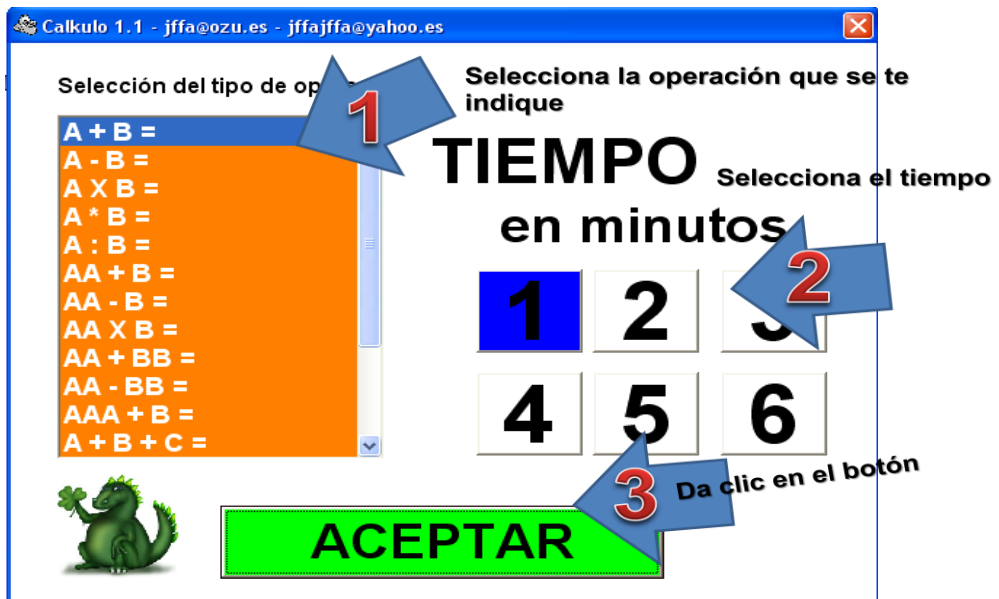 Calkulo 1.1 - jffa@ozu.es - jffajffa@yahoo.es
Selección del tipo de
1
Selecciona la operación que se te
indique
A + B =
A - B =
A X B =
A * B =
A : B =
AA + B =
AA - B =
AA X B =
AA + BB =
AA - BB =
AAA + B =
A + B + C =
TIEMPO
en minutos
Selecciona el tiempo
2
1 2 3
4 5 6
3
Da clic en el botón
ACEPTAR